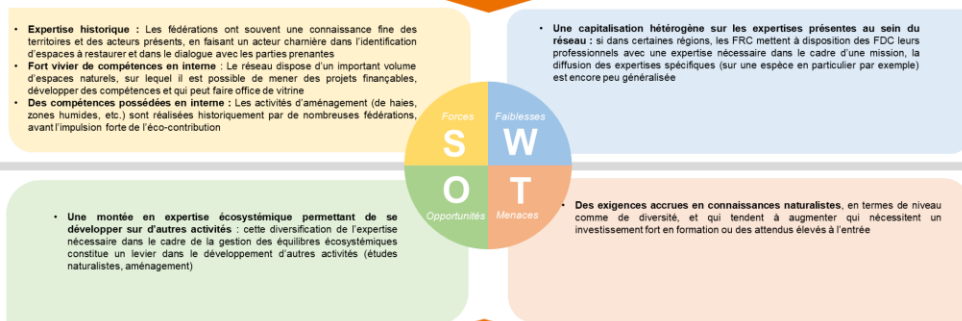 • Expertise historique : Les fédérations ont souvent une connaissance fine des
territoires et des acteurs présents, en faisant un acteur charnière dans l'identification
d'espaces à restaurer et dans le dialogue avec les parties prenantes
• Fort vivier de compétences en interne : Le réseau dispose d'un important volume
d'espaces naturels, sur lequel il est possible de mener des projets finançables,
développer des compétences et qui peut faire office de vitrine
• Des compétences possédées en interne : Les activités d'aménagement (de haies,
zones humides, etc.) sont réalisées historiquement par de nombreuses fédérations,
avant l'impulsion forte de l'éco-contribution
• Une capitalisation hétérogène sur les expertises présentes au sein du
réseau : si dans certaines régions, les FRC mettent à disposition des FDC leurs
professionnels avec une expertise nécessaire dans le cadre d'une mission, la
diffusion des expertises spécifiques (sur une espèce en particulier par exemple)
est encore peu généralisée
Forces
Faiblesses
S
W
O
T
Opportunités
Menaces
• Une montée en expertise écosystémique permettant de se
développer sur d'autres activités : cette diversification de l'expertise
nécessaire dans le cadre de la gestion des équilibres écosystémiques
constitue un levier dans le développement d'autres activités (études
naturalistes, aménagement)
• Des exigences accrues en connaissances naturalistes, en termes de niveau
comme de diversité, et qui tendent à augmenter qui nécessitent un
investissement fort en formation ou des attendus élevés à l'entrée